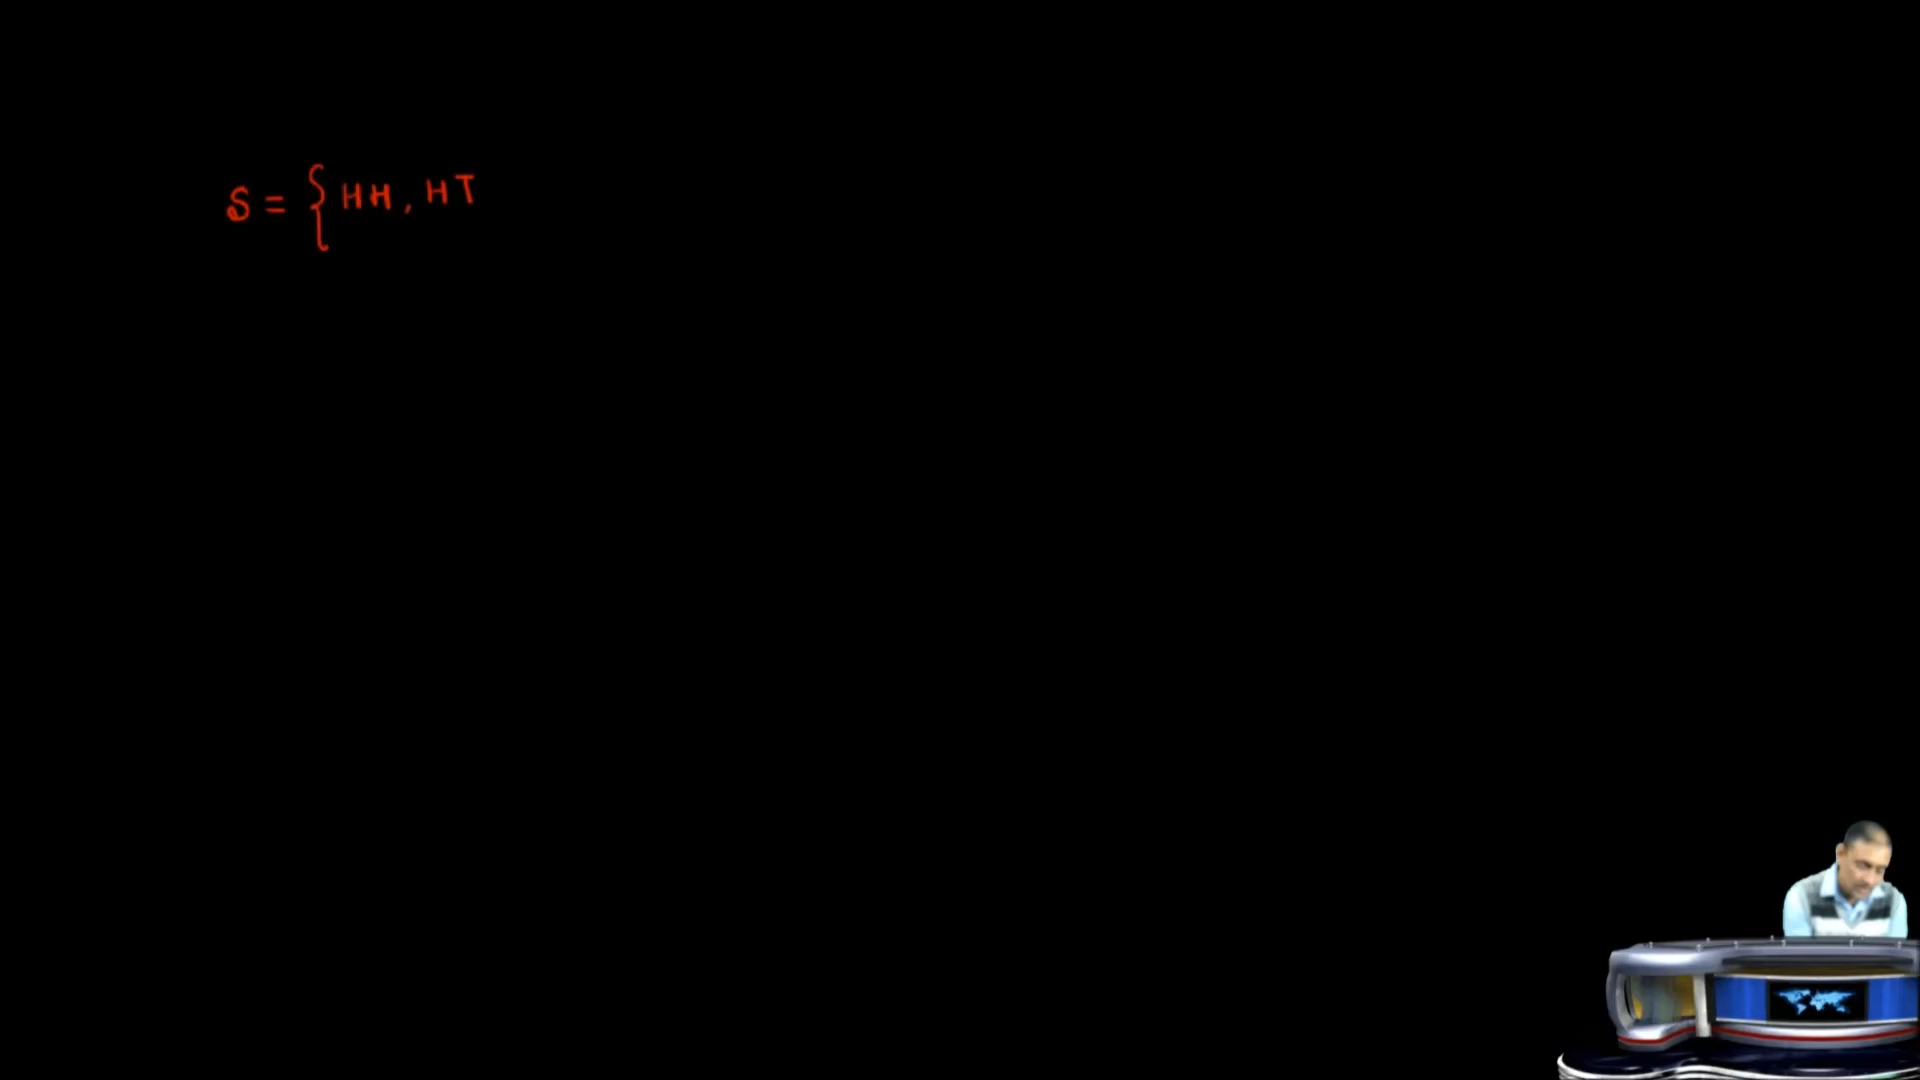 S = { HH, HT